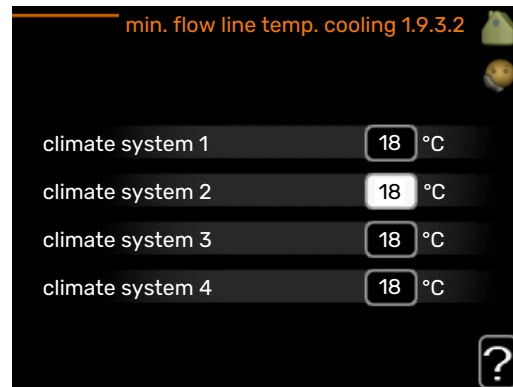 min. flow line temp. cooling 1.9.3.2
climate system 1 18 °C
climate system 2 18 °C
climate system 3 18 °C
climate system 4 18 °C
?